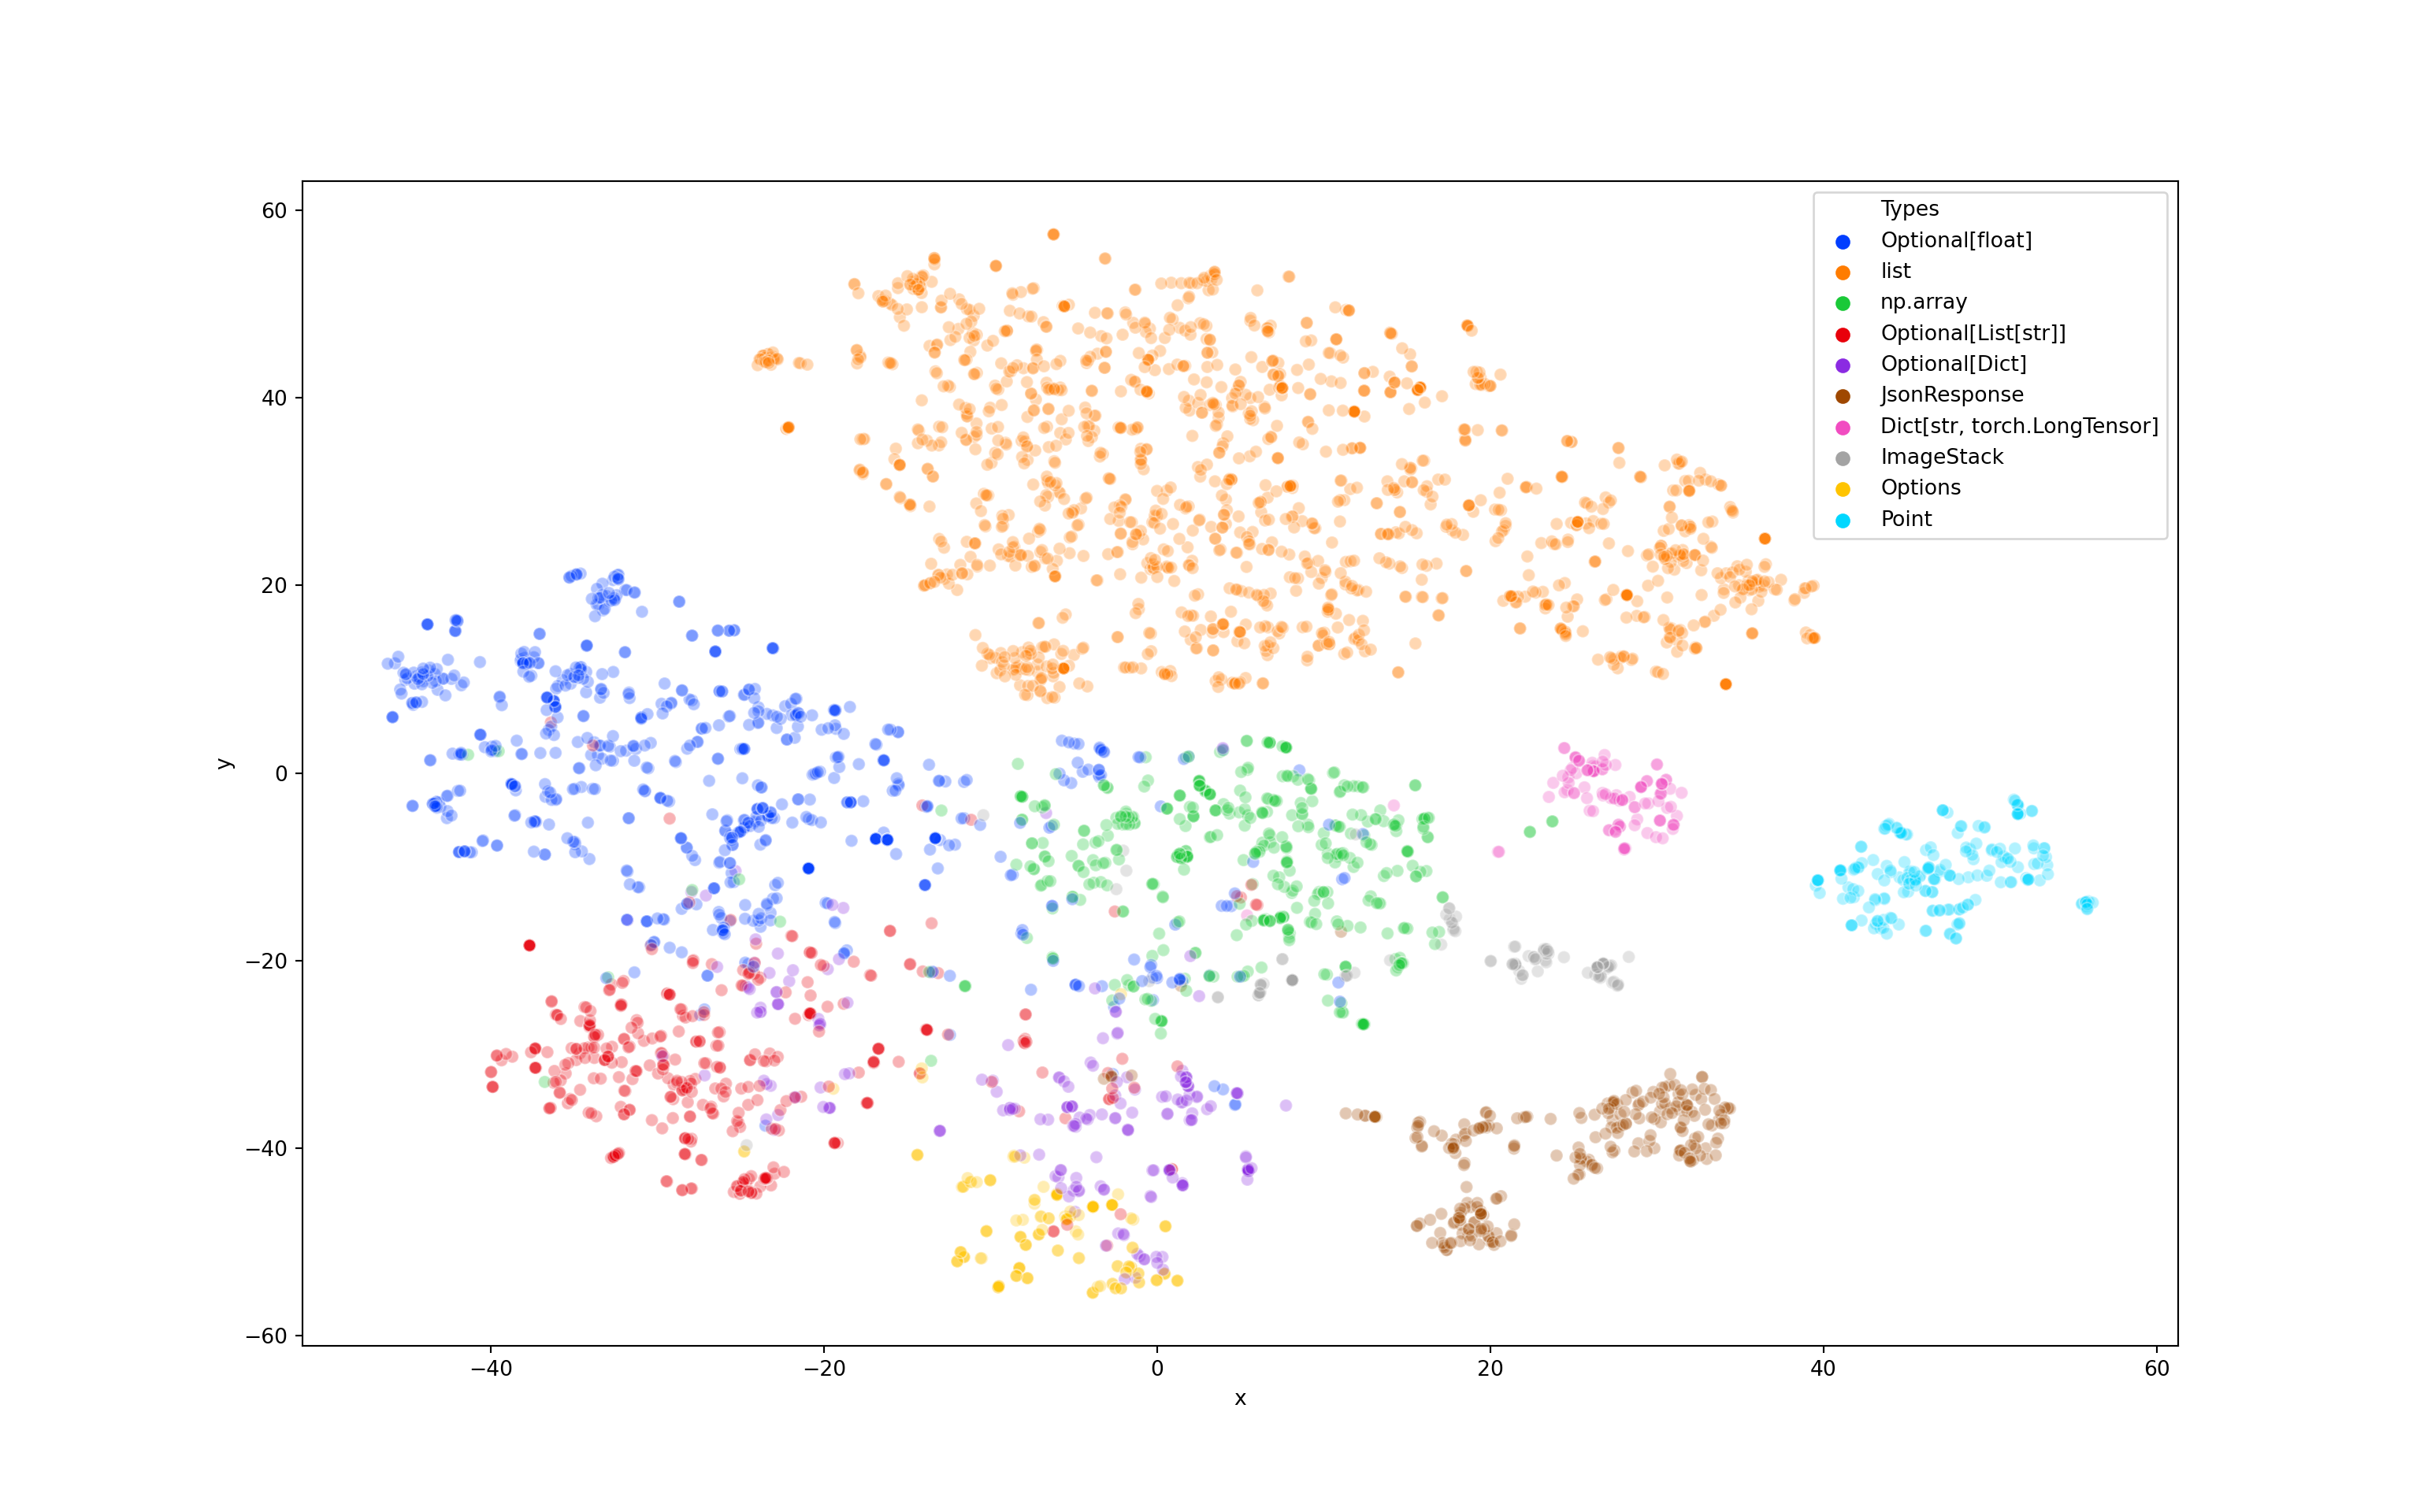 Types
Optional[float]
list
np.array
Optional[List[str]]
Optional[Dict]
JsonResponse
Dict[str, torch.LongTensor]
ImageStack
Options
Point
60
40
20
0
−20
−40
−60
y
−40
−20
0
20
40
60
x